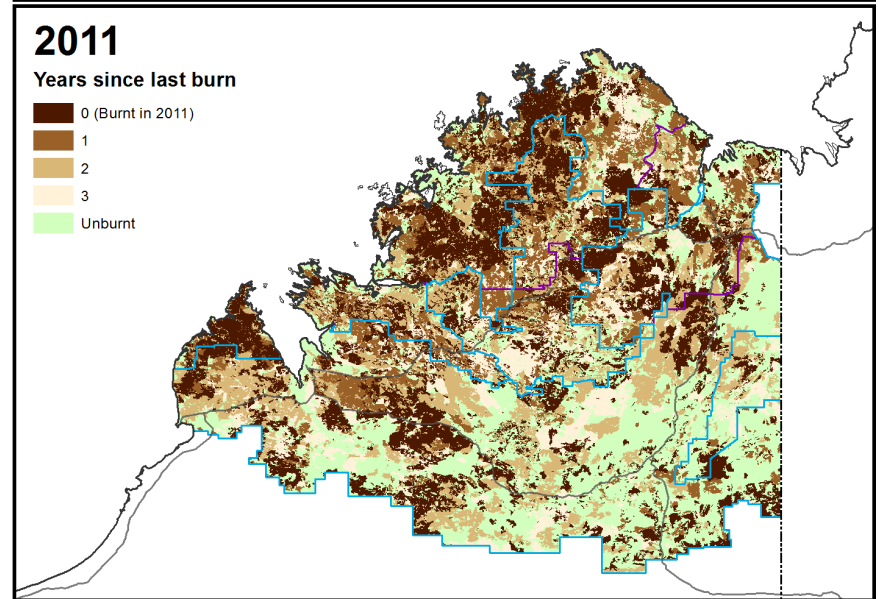 2011
Years since last burn
0 (Burnt in 2011)
1
2
3
Unburnt